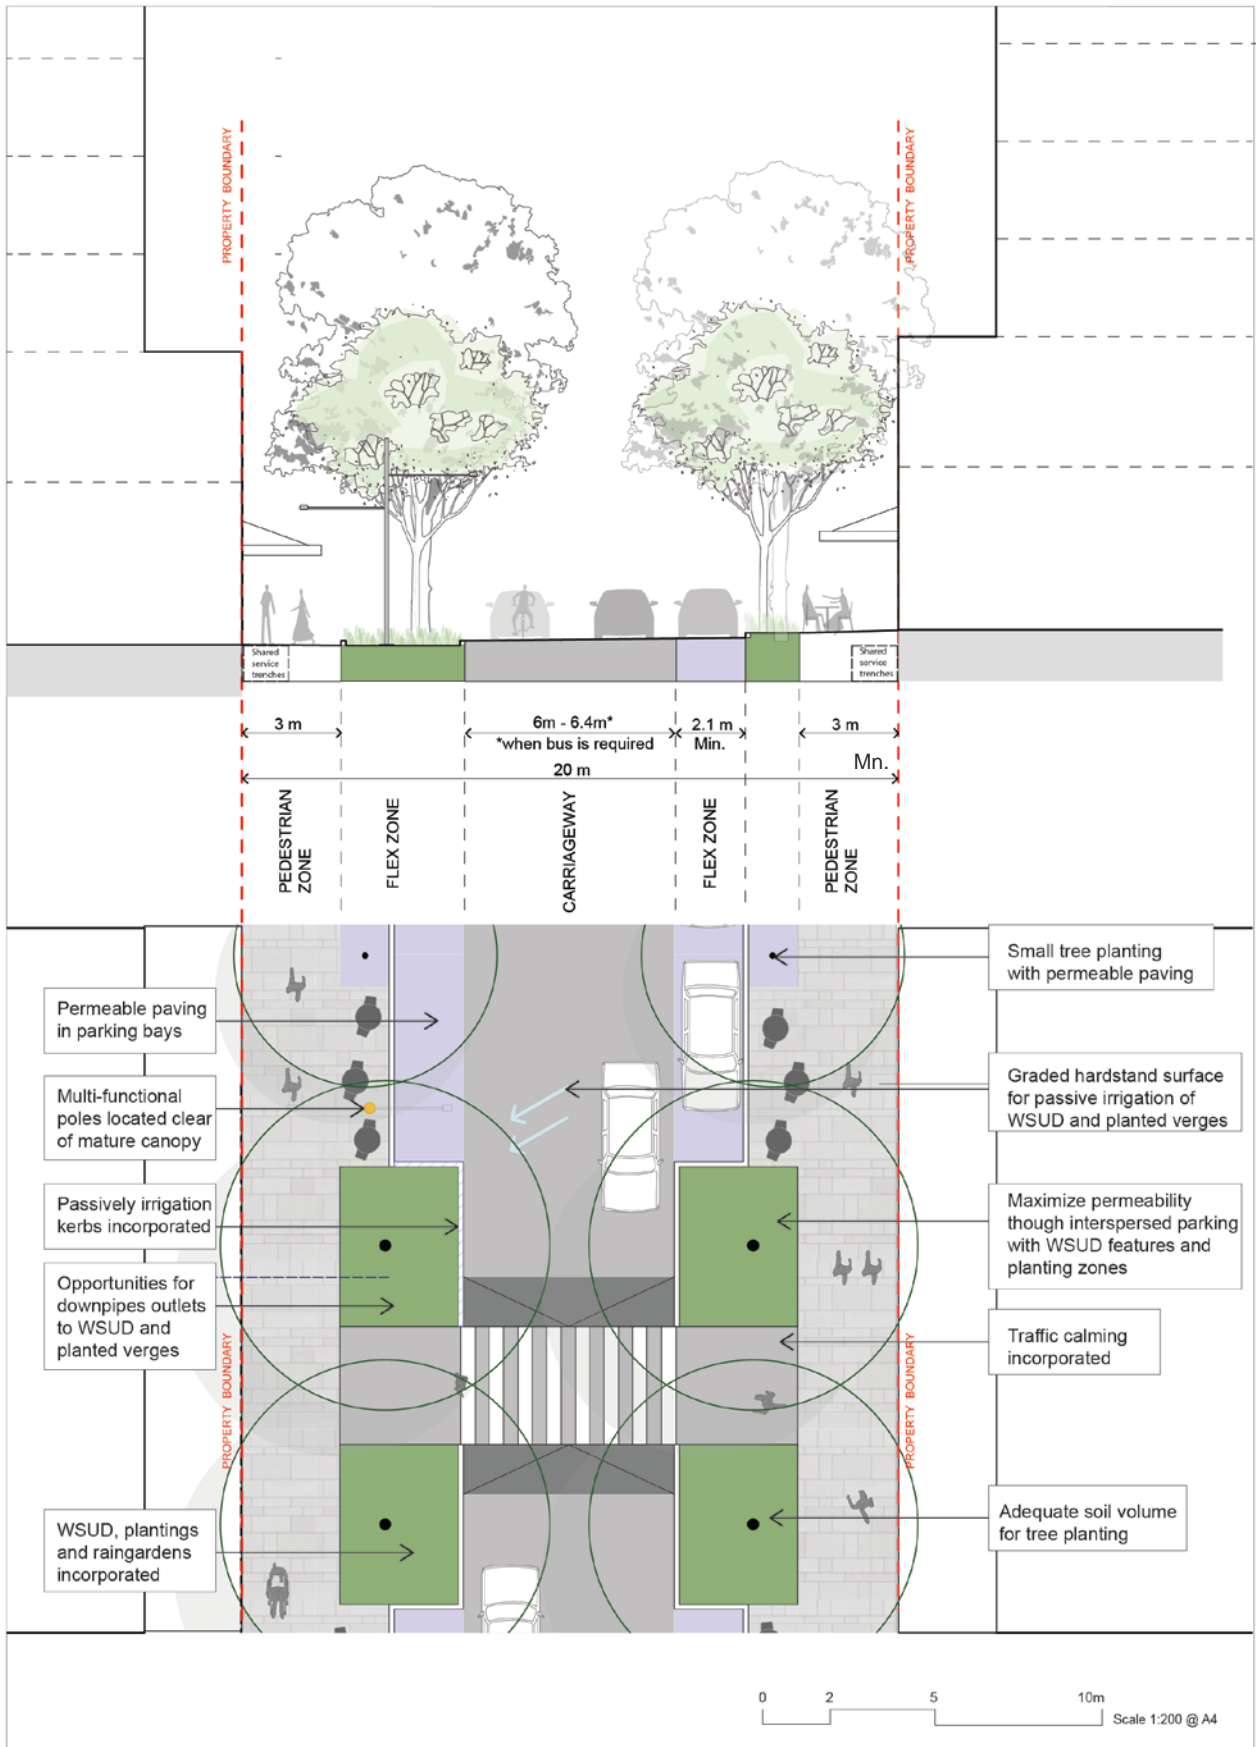 PROPERTY BOUNDARY
PROPERTY BOUNDARY
Shared
service
trenches
Shared
service
trenches
3 m
6m - 6.4m*
*when bus is required
2.1 m
Min.
3 m
20 m
Mn.
PEDESTRIAN
ZONE
FLEX ZONE
CARRIAGEWAY
FLEX ZONE
PEDESTRIAN
ZONE
Permeable paving
in parking bays
Multi-functional
poles located clear
of mature canopy
Passively irrigation
kerbs incorporated
Opportunities for
downpipes outlets
to WSUD and
planted verges
WSUD, plantings
and raingardens
incorporated
PROPERTY BOUNDARY
Small tree planting
with permeable paving
Graded hardstand surface
for passive irrigation of
WSUD and planted verges
Maximize permeability
though interspersed parking
with WSUD features and
planting zones
Traffic calming
incorporated
PROPERTY BOUNDARY
Adequate soil volume
for tree planting
0 2 5 10m
Scale 1:200 @ A4